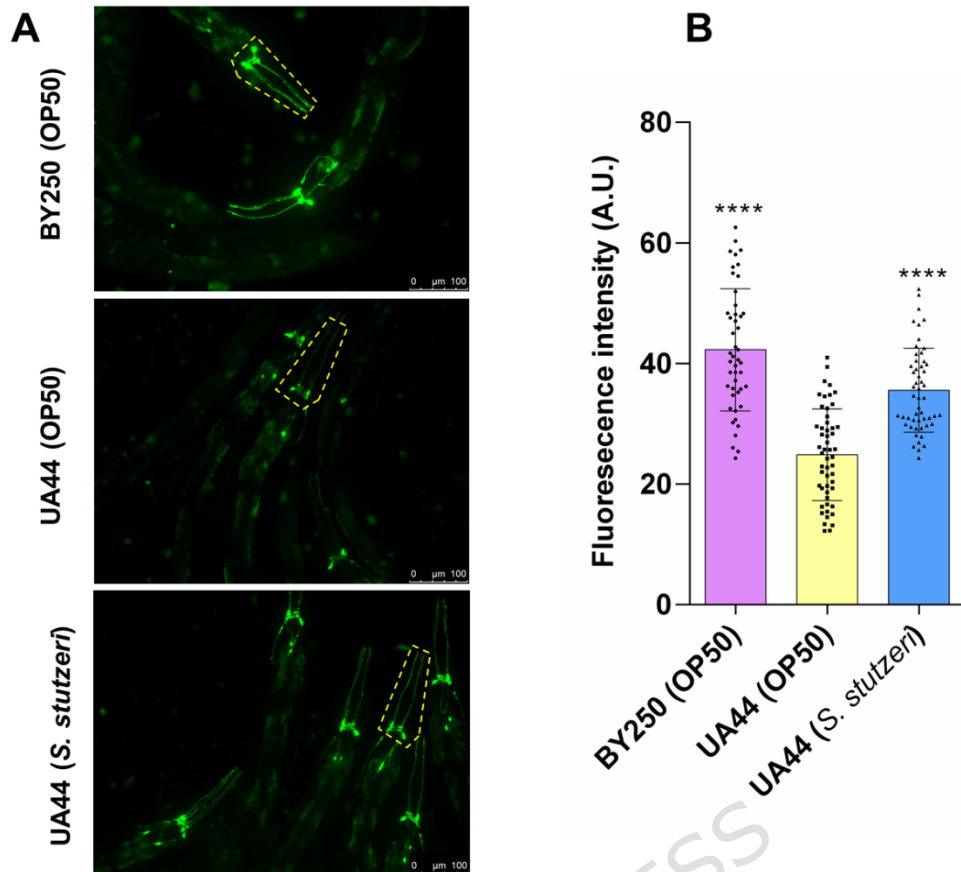 A
B
BY250 (OP50)
UA44 (OP50)
UA44 (S. stutzeri)
0 µm 100
0 µm 100
0 µm 100
Fluoresecence intensity (A.U.)
80
60
40
20
0
****
****
BY250 (OP50)
UA44 (OP50)
UA44 (S. stutzeri)
ESS